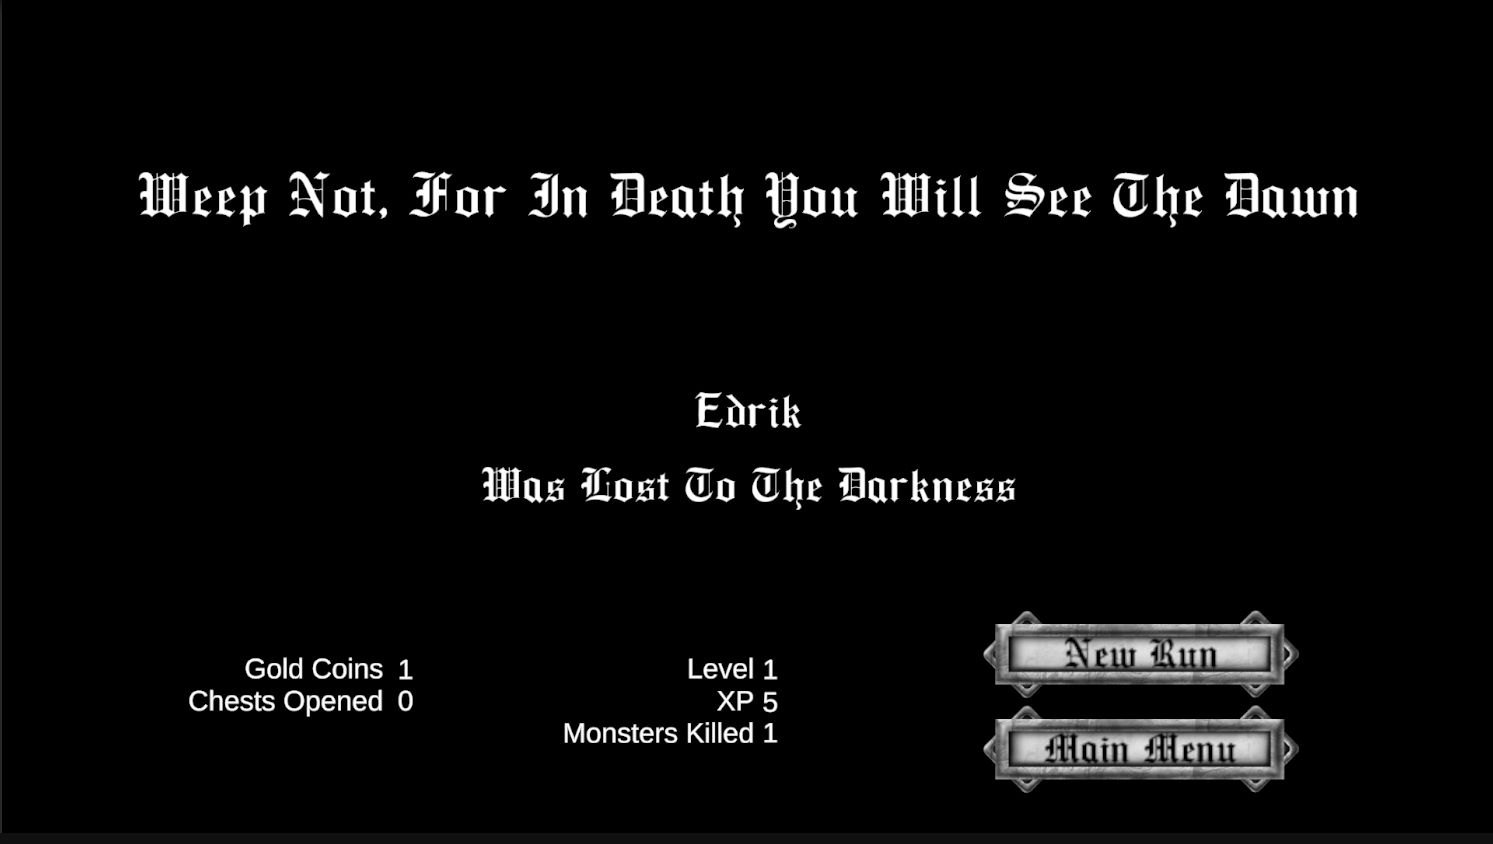 Weep Not, For In Death You Will See The Dawn
Edrik
Was Lost To The Darkness
Gold Coins 1
Chests Opened 0
Level 1
XP 5
Monsters Killed 1
New Run
Main Menu